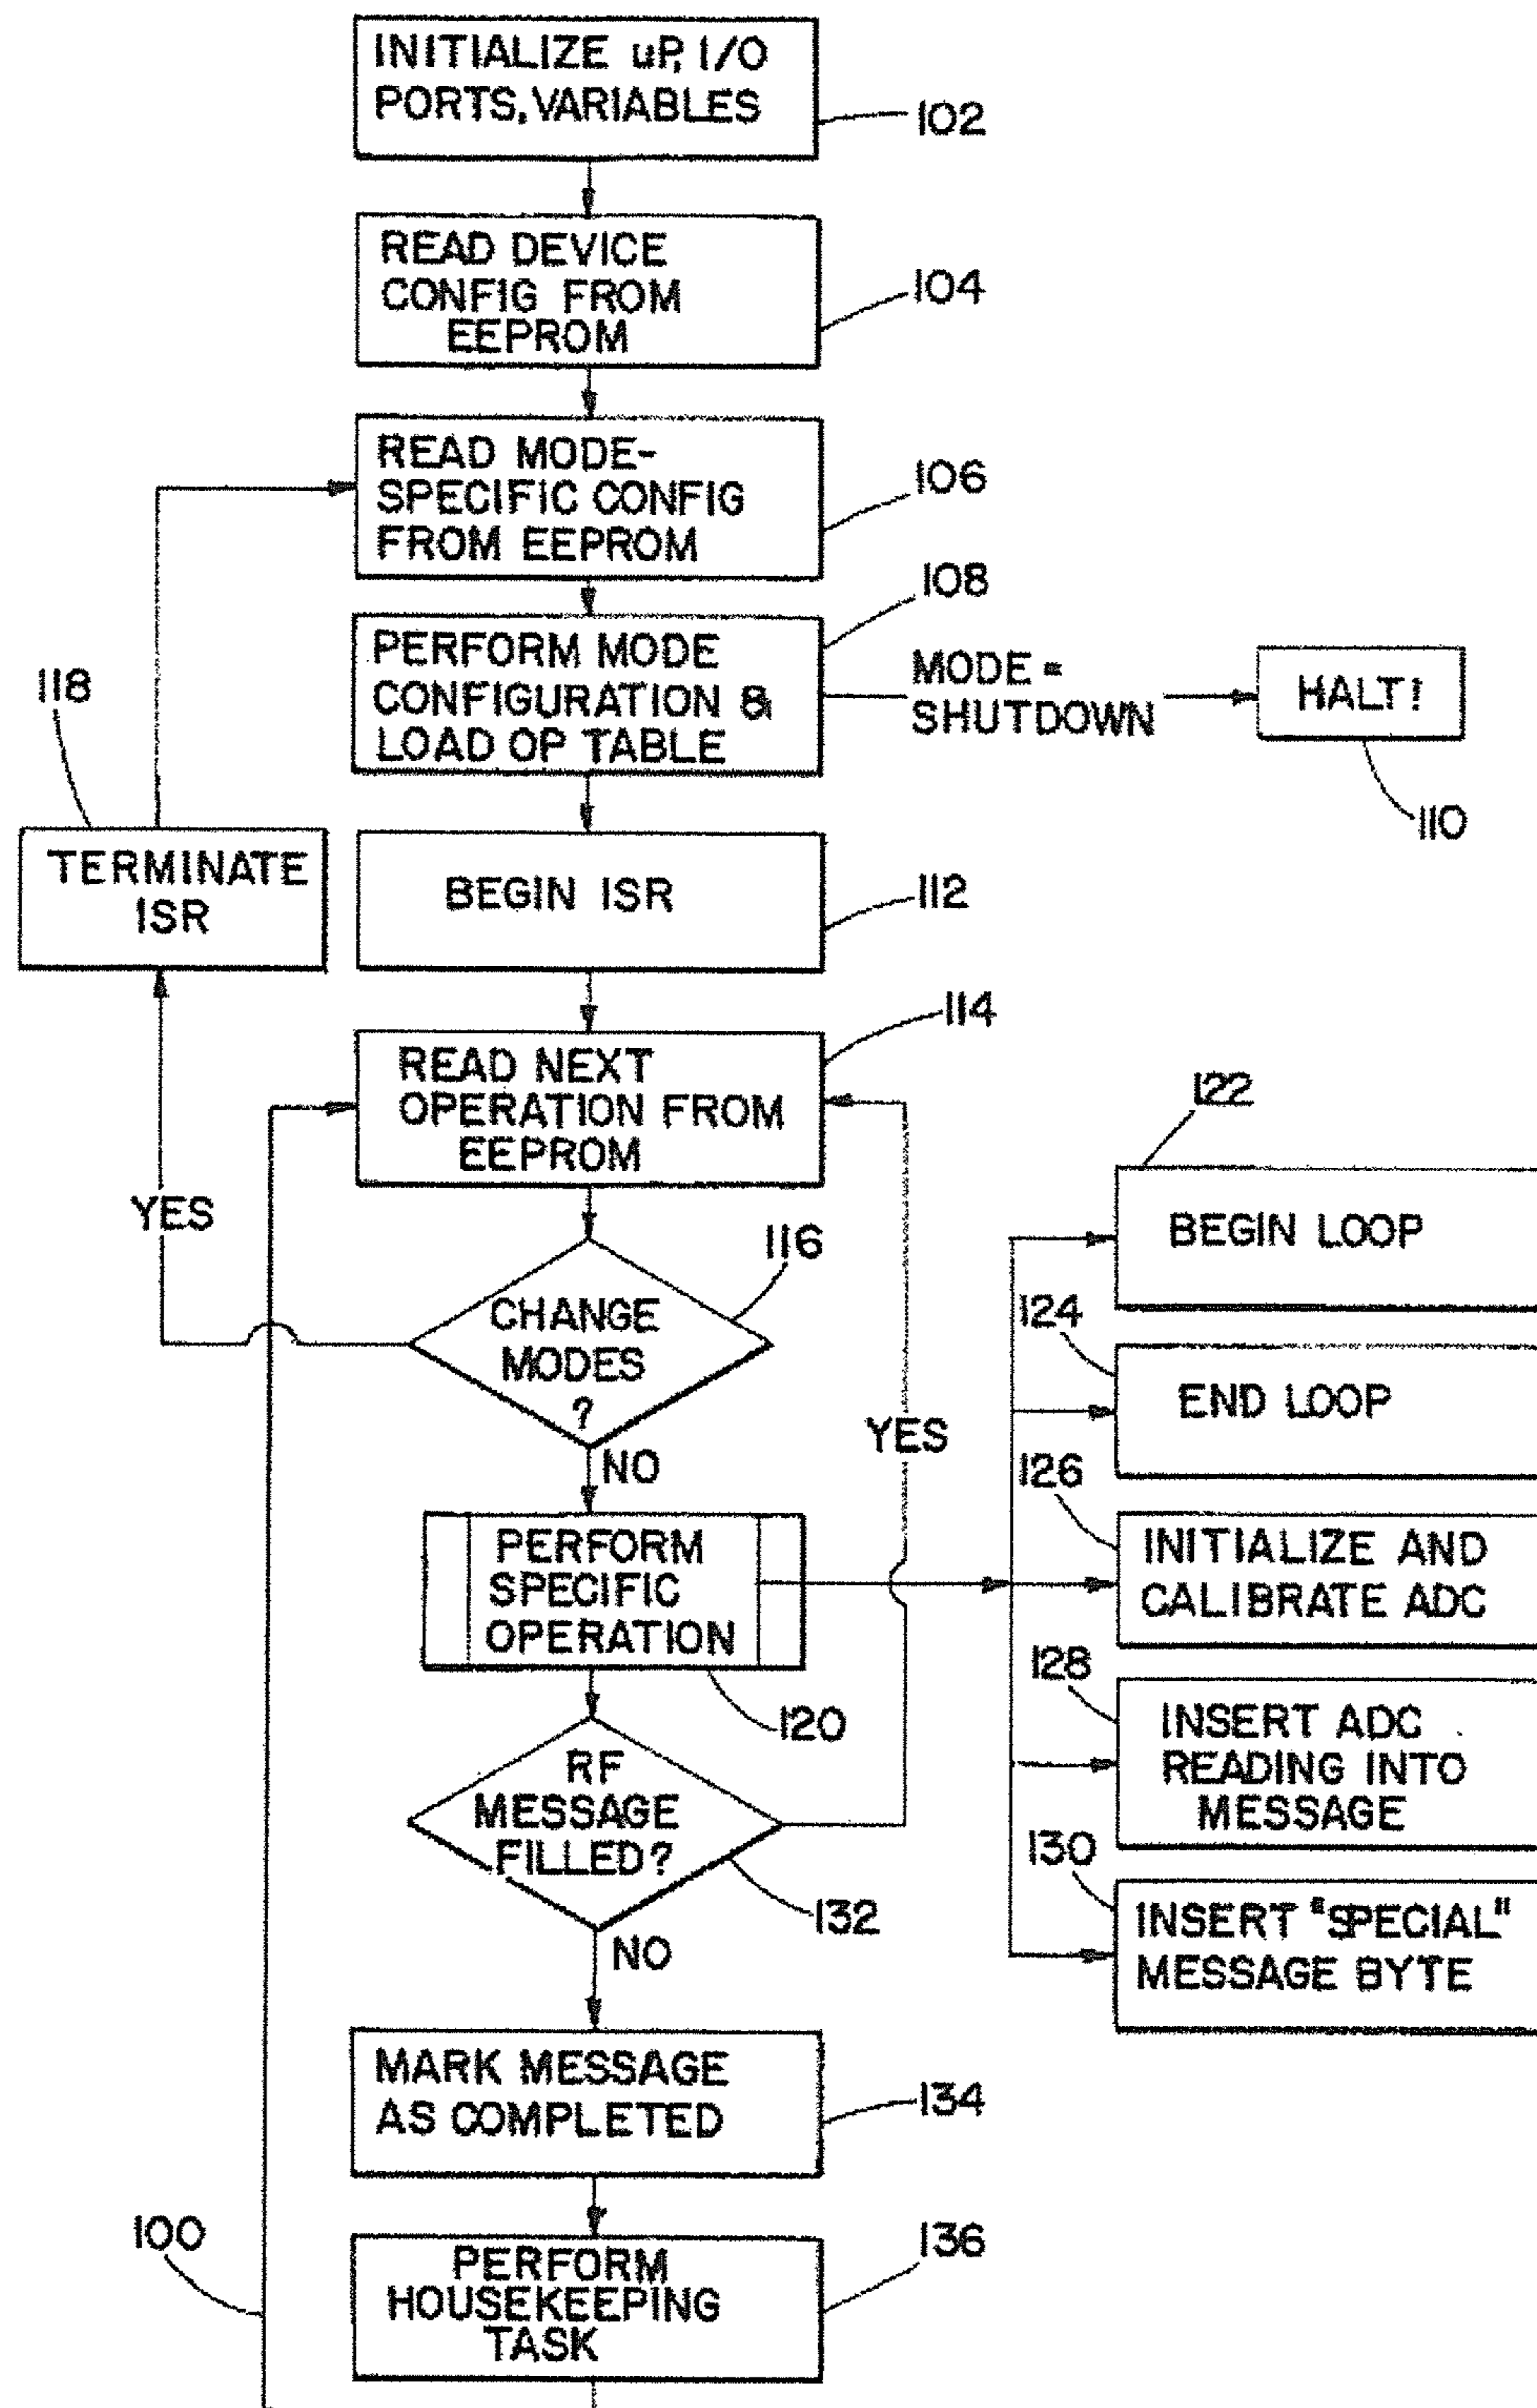 INITIALIZE uP, I/O
PORTS, VARIABLES
102
READ DEVICE
CONFIG FROM
EEPROM
104
READ MODE-
SPECIFIC CONFIG
FROM EEPROM
106
108
PERFORM MODE
CONFIGURATION &
LOAD OP TABLE
MODE =
SHUTDOWN
HALT!
110
118
TERMINATE
ISR
BEGIN ISR
112
114
READ NEXT
OPERATION FROM
EEPROM
YES
116
CHANGE
MODES
?
NO
YES
122
BEGIN LOOP
124
END LOOP
126
INITIALIZE AND
CALIBRATE ADC
128
INSERT ADC
READING INTO
MESSAGE
130
INSERT "SPECIAL"
MESSAGE BYTE
PERFORM
SPECIFIC
OPERATION
120
RF
MESSAGE
FILLED?
132
NO
MARK MESSAGE
AS COMPLETED
134
100
PERFORM
HOUSEKEEPING
TASK
136